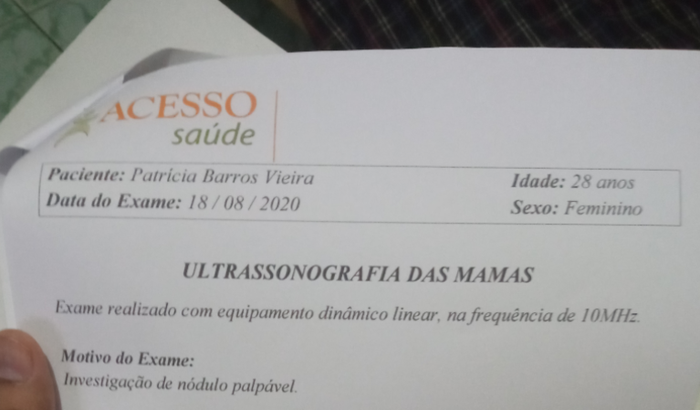 ACESSO
saúde
Paciente: Patrícia Barros Vieira Idade: 28 anos
Data do Exame: 18 / 08 / 2020 Sexo: Feminino
ULTRASSONOGRAFIA DAS MAMAS
Exame realizado com equipamento dinâmico linear, na frequência de 10MHz.
Motivo do Exame:
Investigação de nódulo palpável.